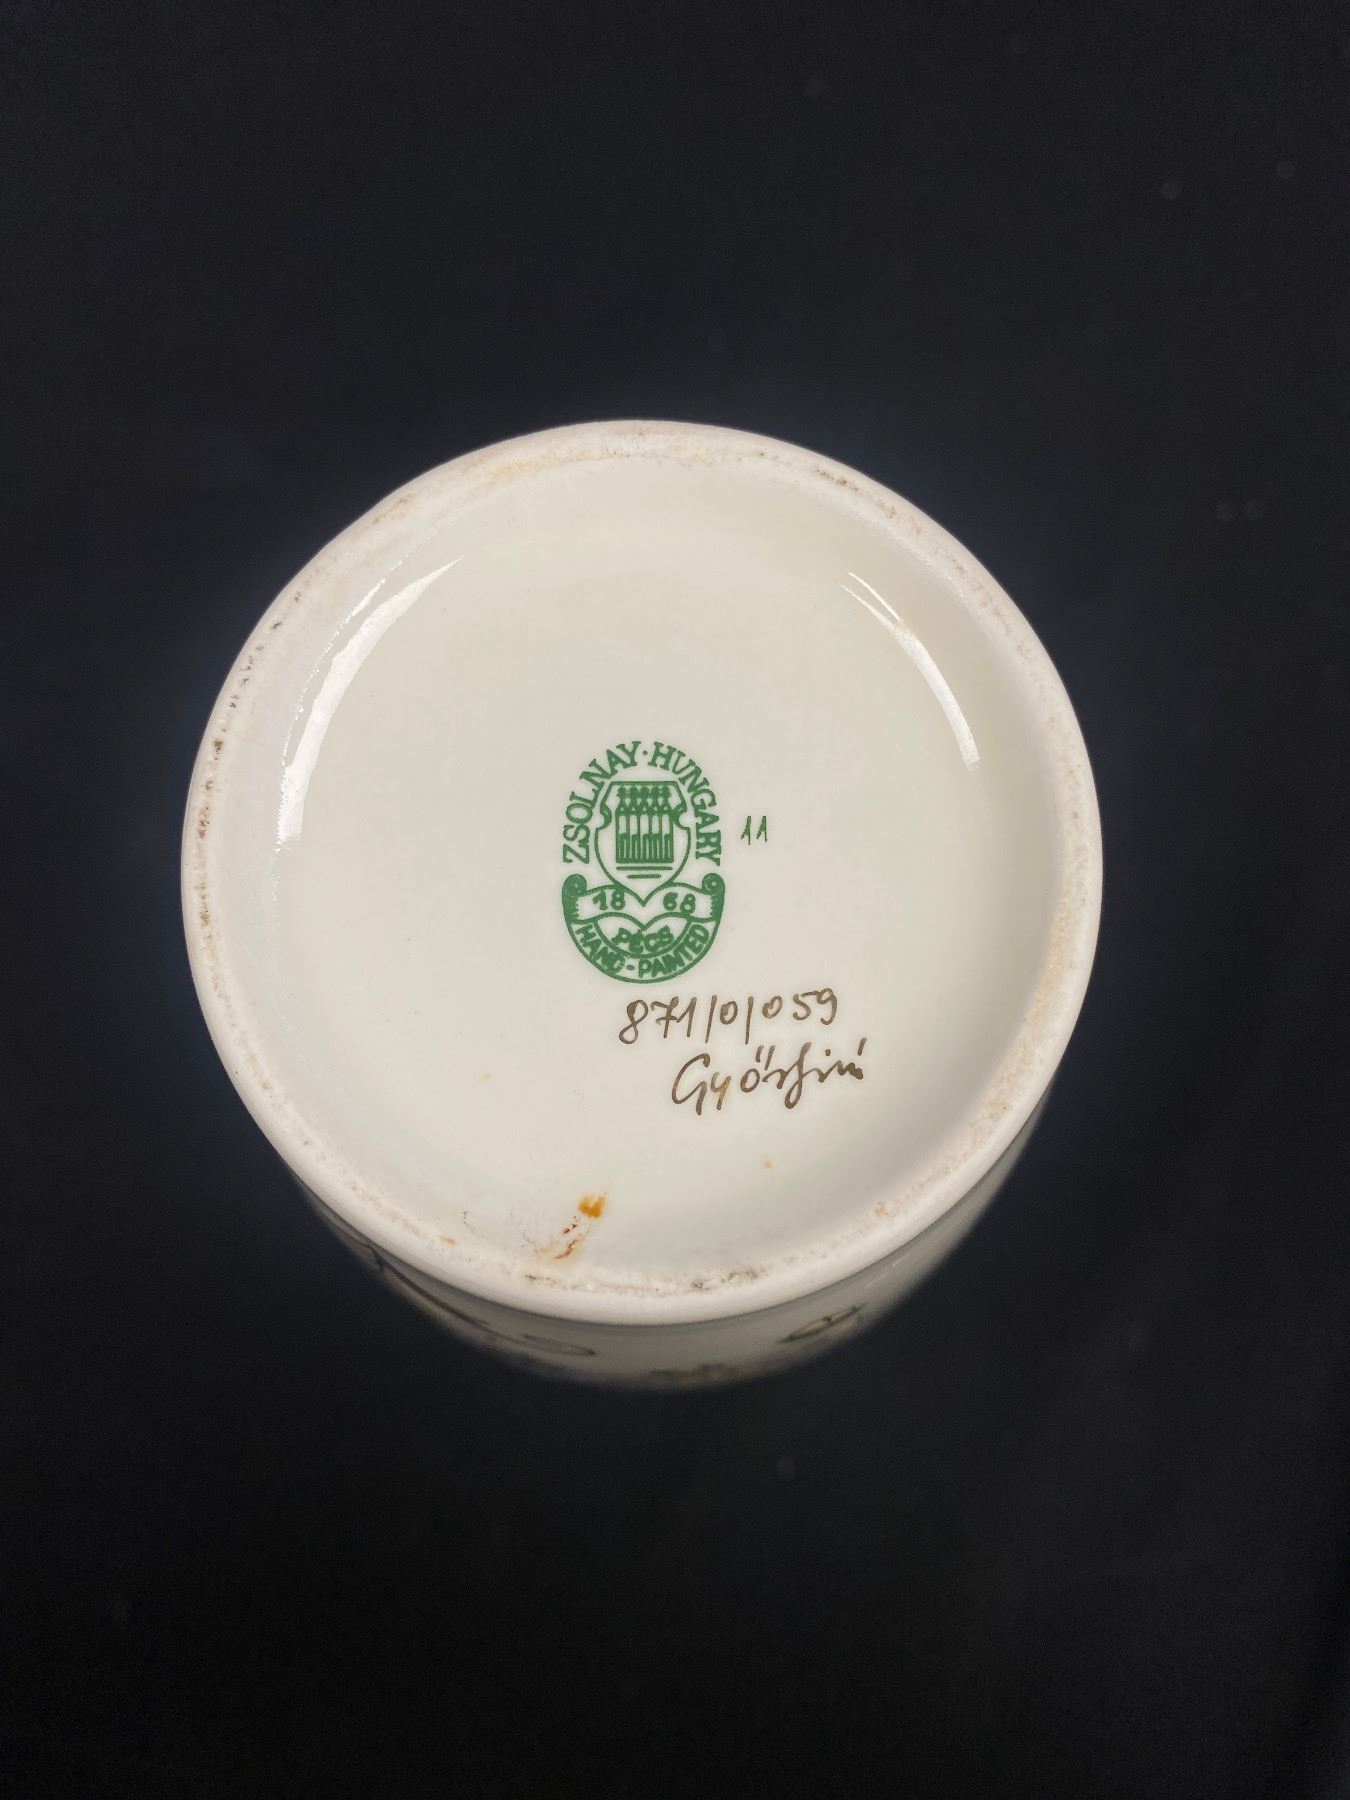 ZSOLNAY · HUNGARY
18 68
PÉCS
HAND-PAINTED
11
871/0/059
Győrfiné